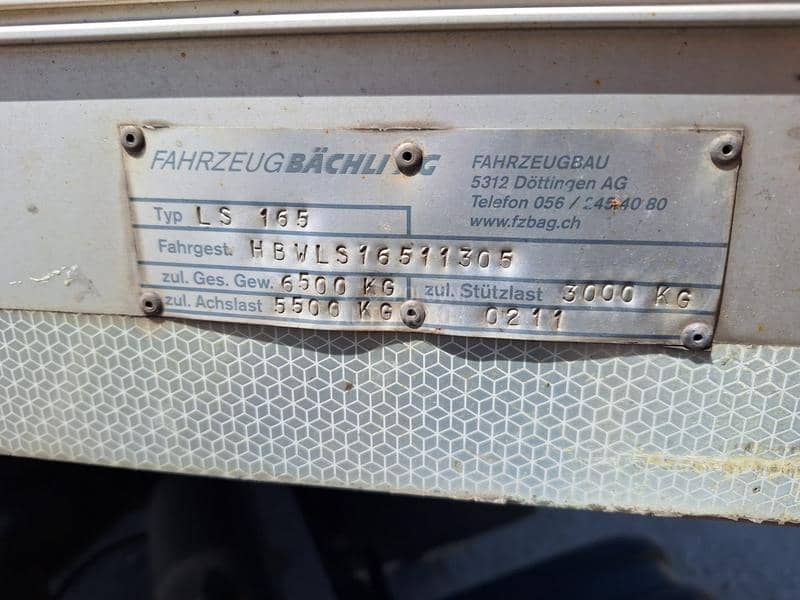 FAHRZEUGBÄCHLI AG
FAHRZEUGBAU
5312 Döttingen AG
Telefon 056 / 245 40 80
www.fzbag.ch
Typ LS 165
Fahrgest. HBWLS16511305
zul. Ges. Gew. 6500 KG zul. Stützlast 3000 KG
zul. Achslast 5500 KG 0211